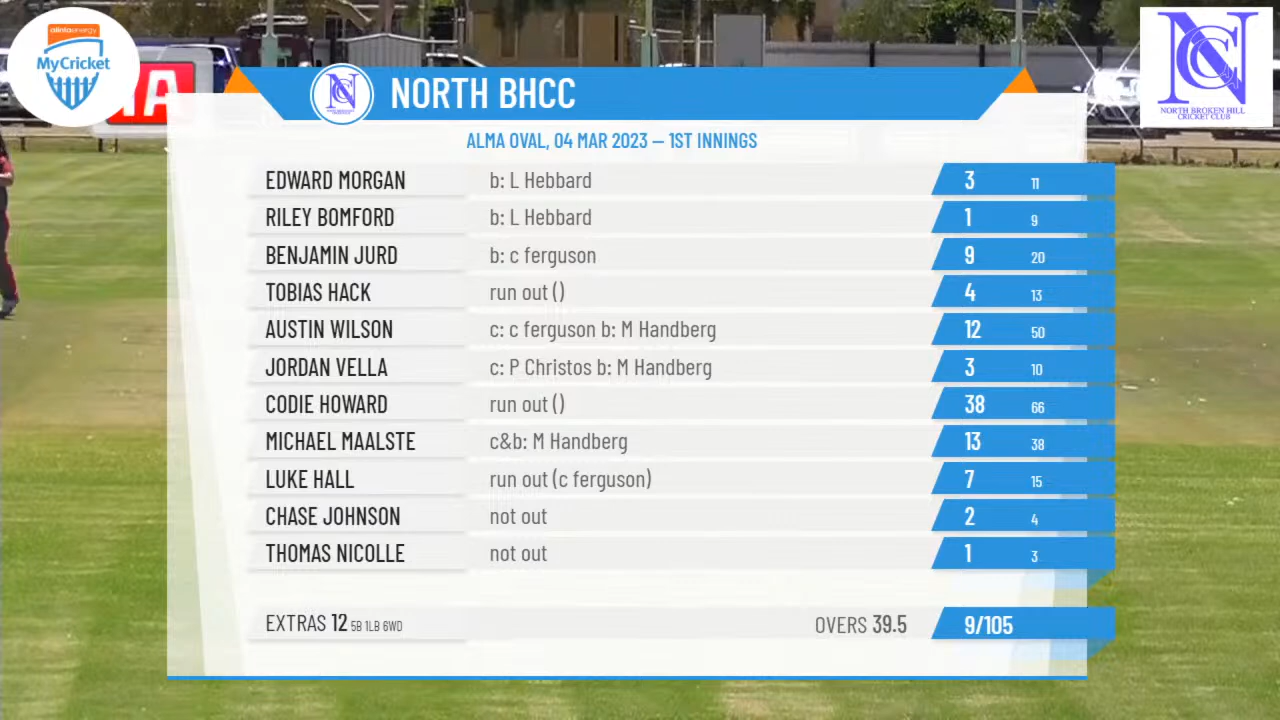 alintaenergy
MyCricket
NORTH BHCC
NORTH BROKEN HILL
CRICKET CLUB
ALMA OVAL, 04 MAR 2023 – 1ST INNINGS
EDWARD MORGAN b: L Hebbard 3 11
RILEY BOMFORD b: L Hebbard 1 9
BENJAMIN JURD b: c ferguson 9 20
TOBIAS HACK run out () 4 13
AUSTIN WILSON c: c ferguson b: M Handberg 12 50
JORDAN VELLA c: P Christos b: M Handberg 3 10
CODIE HOWARD run out () 38 66
MICHAEL MAALSTE c&b: M Handberg 13 38
LUKE HALL run out (c ferguson) 7 15
CHASE JOHNSON not out 2 4
THOMAS NICOLLE not out 1 3
EXTRAS 12 5B 1LB 6WD OVERS 39.5 9/105